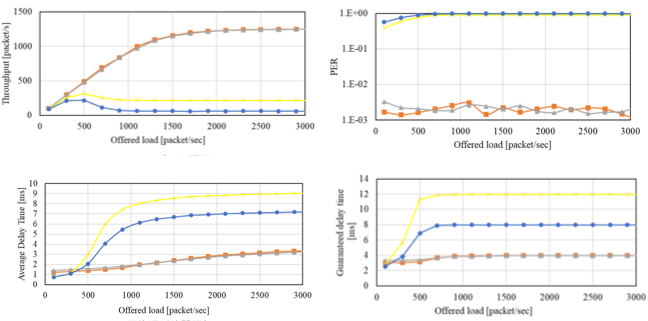 Throughput [packet/s]
1500
1000
500
0
0 500 1000 1500 2000 2500 3000
Offered load [packet/sec]
PER
1.E+00
1.E-01
1.E-02
1.E-03
0 500 1000 1500 2000 2500 3000
Offered load [packet/sec]
Average Delay Time [ms]
10
9
8
7
6
5
4
3
2
1
0
0 500 1000 1500 2000 2500 3000
Offered load [packet/sec]
Guaranteed delay time
[ms]
14
12
10
8
6
4
2
0
0 500 1000 1500 2000 2500 3000
Offered load [packet/sec]